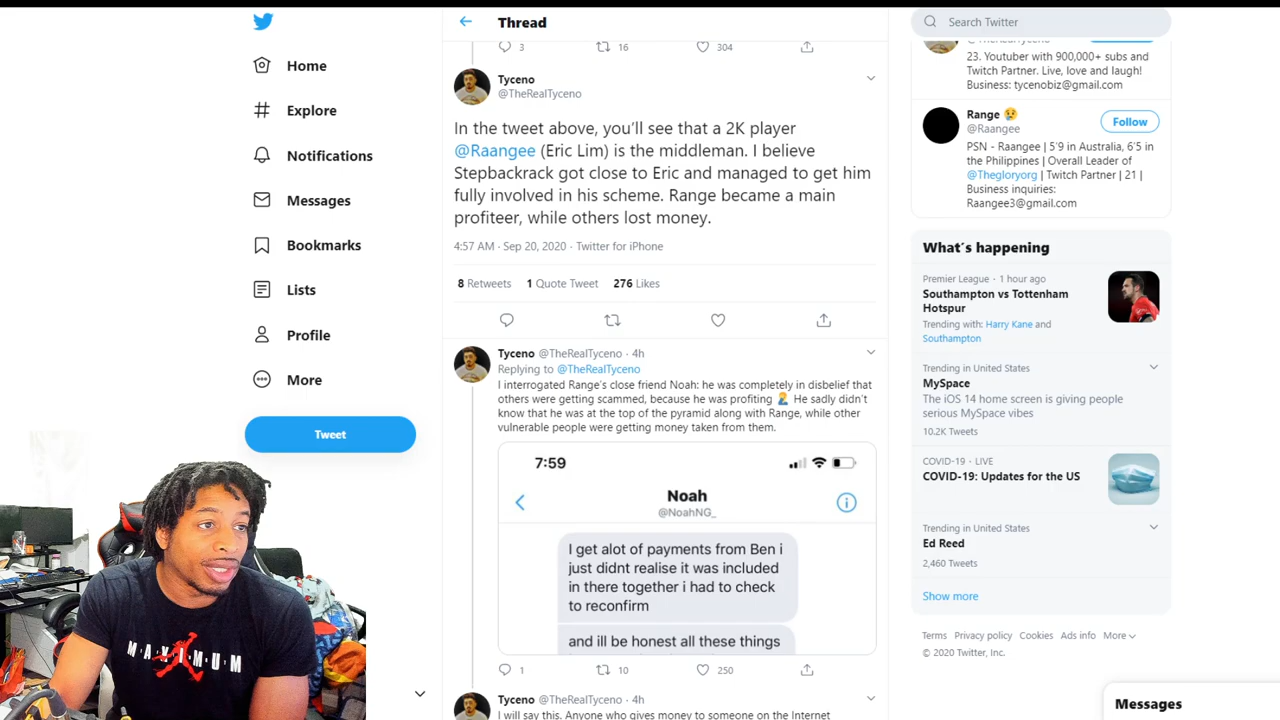 Home
Explore
Notifications
Messages
Bookmarks
Lists
Profile
More
Tweet
M·A·X·I·M·U·M
Thread
3 16 304
Tyceno
@TheRealTyceno
In the tweet above, you’ll see that a 2K player
@Raangee (Eric Lim) is the middleman. I believe
Stepbackrack got close to Eric and managed to get him
fully involved in his scheme. Range became a main
profiteer, while others lost money.
4:57 AM · Sep 20, 2020 · Twitter for iPhone
8 Retweets 1 Quote Tweet 276 Likes
Tyceno @TheRealTyceno · 4h
Replying to @TheRealTyceno
I interrogated Range's close friend Noah: he was completely in disbelief that
others were getting scammed, because he was profiting 🤦‍♂️ He sadly didn't
know that he was at the top of the pyramid along with Range, while other
vulnerable people were getting money taken from them.
7:59
Noah
@NoahNG_
I get alot of payments from Ben i
just didnt realise it was included
in there together i had to check
to reconfirm
and ill be honest all these things
1 10 250
Tyceno @TheRealTyceno · 4h
I will say this. Anyone who gives money to someone on the Internet
Search Twitter
23. Youtuber with 900,000+ subs and
Twitch Partner. Live, love and laugh!
Business: tycenobiz@gmail.com
Range 😢
@Raangee
Follow
PSN - Raangee | 5'9 in Australia, 6'5 in
the Philippines | Overall Leader of
@Thegloryorg | Twitch Partner | 21 |
Business inquiries:
Raangee3@gmail.com
What's happening
Premier League · 1 hour ago
Southampton vs Tottenham
Hotspur
Trending with: Harry Kane and
Southampton
Trending in United States
MySpace
The iOS 14 home screen is giving people
serious MySpace vibes
10.2K Tweets
COVID-19 · LIVE
COVID-19: Updates for the US
Trending in United States
Ed Reed
2,460 Tweets
Show more
Terms Privacy policy Cookies Ads info More
© 2020 Twitter, Inc.
Messages